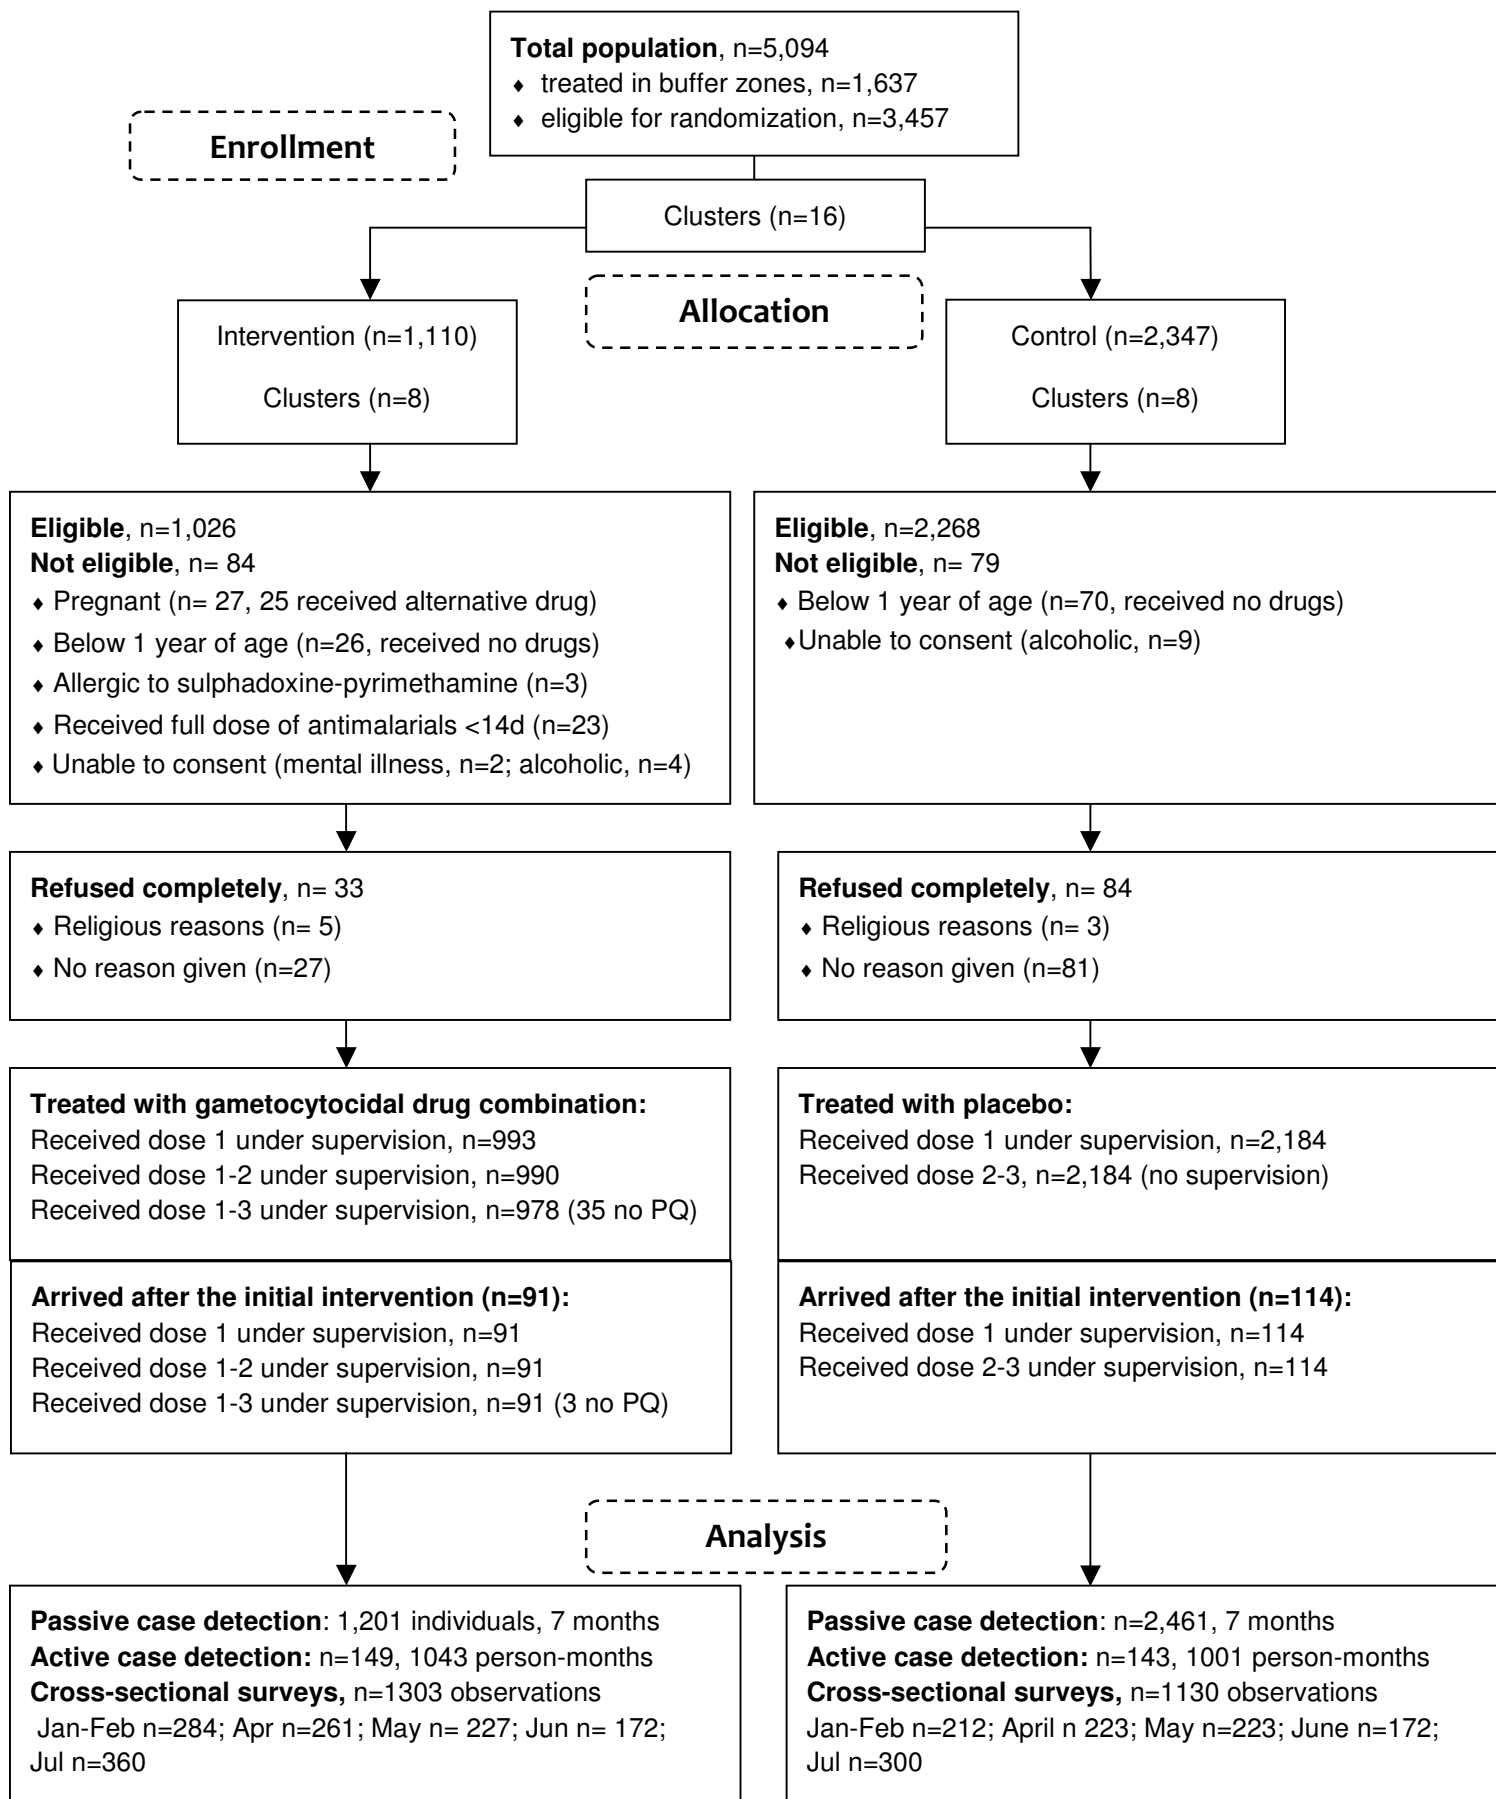 Total population, n=5,094
♦ treated in buffer zones, n=1,637
♦ eligible for randomization, n=3,457
Enrollment
Clusters (n=16)
Allocation
Intervention (n=1,110)
Clusters (n=8)
Control (n=2,347)
Clusters (n=8)
Eligible, n=1,026
Not eligible, n= 84
♦ Pregnant (n= 27, 25 received alternative drug)
♦ Below 1 year of age (n=26, received no drugs)
♦ Allergic to sulphadoxine-pyrimethamine (n=3)
♦ Received full dose of antimalarials <14d (n=23)
♦ Unable to consent (mental illness, n=2; alcoholic, n=4)
Eligible, n=2,268
Not eligible, n= 79
♦ Below 1 year of age (n=70, received no drugs)
♦Unable to consent (alcoholic, n=9)
Refused completely, n= 33
♦ Religious reasons (n= 5)
♦ No reason given (n=27)
Refused completely, n= 84
♦ Religious reasons (n= 3)
♦ No reason given (n=81)
Treated with gametocytocidal drug combination:
Received dose 1 under supervision, n=993
Received dose 1-2 under supervision, n=990
Received dose 1-3 under supervision, n=978 (35 no PQ)
Treated with placebo:
Received dose 1 under supervision, n=2,184
Received dose 2-3, n=2,184 (no supervision)
Arrived after the initial intervention (n=91):
Received dose 1 under supervision, n=91
Received dose 1-2 under supervision, n=91
Received dose 1-3 under supervision, n=91 (3 no PQ)
Arrived after the initial intervention (n=114):
Received dose 1 under supervision, n=114
Received dose 2-3 under supervision, n=114
Analysis
Passive case detection: 1,201 individuals, 7 months
Active case detection: n=149, 1043 person-months
Cross-sectional surveys, n=1303 observations
Jan-Feb n=284; Apr n=261; May n= 227; Jun n= 172;
Jul n=360
Passive case detection: n=2,461, 7 months
Active case detection: n=143, 1001 person-months
Cross-sectional surveys, n=1130 observations
Jan-Feb n=212; April n 223; May n=223; June n=172;
Jul n=300